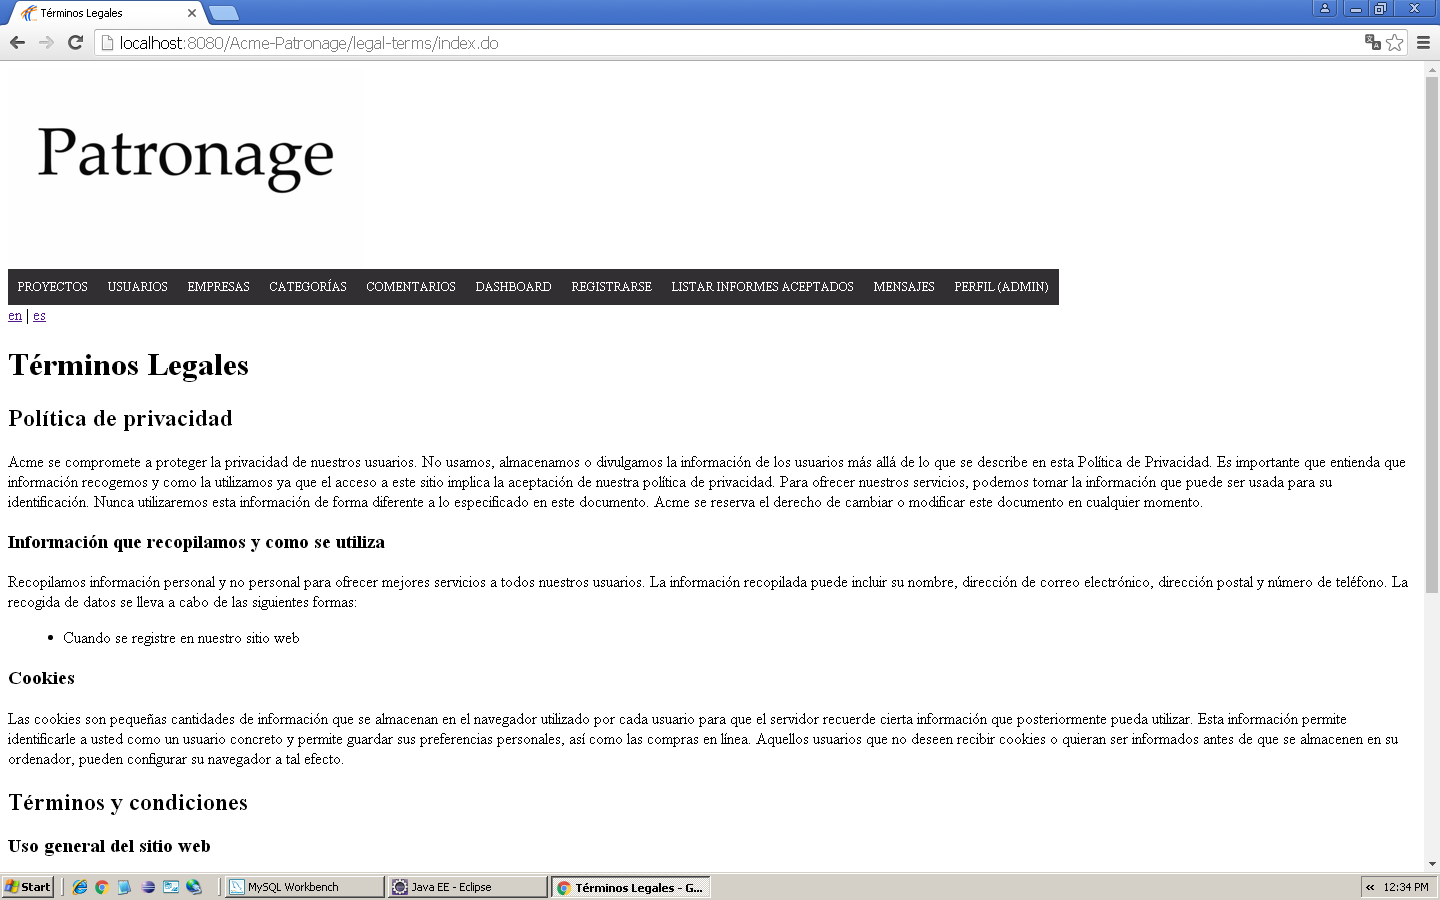 Términos Legales
localhost:8080/Acme-Patronage/legal-terms/index.do
Patronage
PROYECTOS USUARIOS EMPRESAS CATEGORÍAS COMENTARIOS DASHBOARD REGISTRARSE LISTAR INFORMES ACEPTADOS MENSAJES PERFIL (ADMIN)
en | es
Términos Legales
Política de privacidad
Acme se compromete a proteger la privacidad de nuestros usuarios. No usamos, almacenamos o divulgamos la información de los usuarios más allá de lo que se describe en esta Política de Privacidad. Es importante que entienda que
información recogemos y como la utilizamos ya que el acceso a este sitio implica la aceptación de nuestra política de privacidad. Para ofrecer nuestros servicios, podemos tomar la información que puede ser usada para su
identificación. Nunca utilizaremos esta información de forma diferente a lo especificado en este documento. Acme se reserva el derecho de cambiar o modificar este documento en cualquier momento.
Información que recopilamos y como se utiliza
Recopilamos información personal y no personal para ofrecer mejores servicios a todos nuestros usuarios. La información recopilada puede incluir su nombre, dirección de correo electrónico, dirección postal y número de teléfono. La
recogida de datos se lleva a cabo de las siguientes formas:
• Cuando se registre en nuestro sitio web
Cookies
Las cookies son pequeñas cantidades de información que se almacenan en el navegador utilizado por cada usuario para que el servidor recuerde cierta información que posteriormente pueda utilizar. Esta información permite
identificarle a usted como un usuario concreto y permite guardar sus preferencias personales, así como las compras en línea. Aquellos usuarios que no deseen recibir cookies o quieran ser informados antes de que se almacenen en su
ordenador, pueden configurar su navegador a tal efecto.
Términos y condiciones
Uso general del sitio web
Start MySQL Workbench Java EE - Eclipse Términos Legales - G... « 12:34 PM